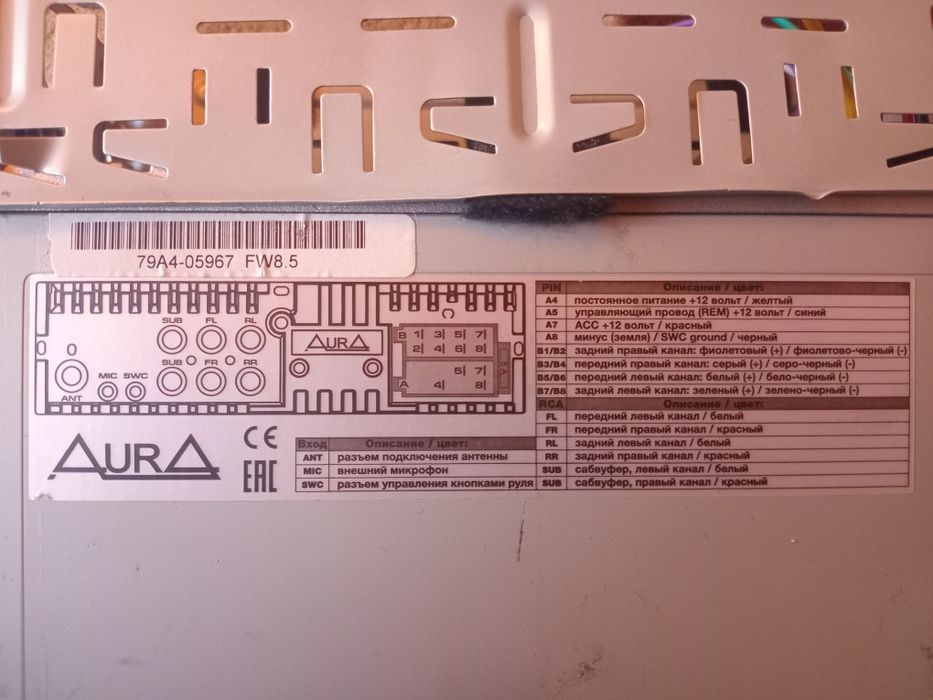 79A4-05967 FW8.5
SUB FL RL
SUB FR RR
MIC SWC
ANT
AURA
B 1 3 5 7
2 4 6 8
5 7
A 4 8
AURA
CE
EAC
Вход Описание / цвет:
ANT разъем подключения антенны
MIC внешний микрофон
SWC разъем управления кнопками руля
PIN Описание / цвет:
A4 постоянное питание +12 вольт / желтый
A5 управляющий провод (REM) +12 вольт / синий
A7 ACC +12 вольт / красный
A8 минус (земля) / SWC ground / черный
B1/B2 задний правый канал: фиолетовый (+) / фиолетово-черный (-)
B3/B4 передний правый канал: серый (+) / серо-черный (-)
B5/B6 передний левый канал: белый (+) / бело-черный (-)
B7/B8 задний левый канал: зеленый (+) / зелено-черный (-)
RCA Описание / цвет:
FL передний левый канал / белый
FR передний правый канал / красный
RL задний левый канал / белый
RR задний правый канал / красный
SUB сабвуфер, левый канал / белый
SUB сабвуфер, правый канал / красный